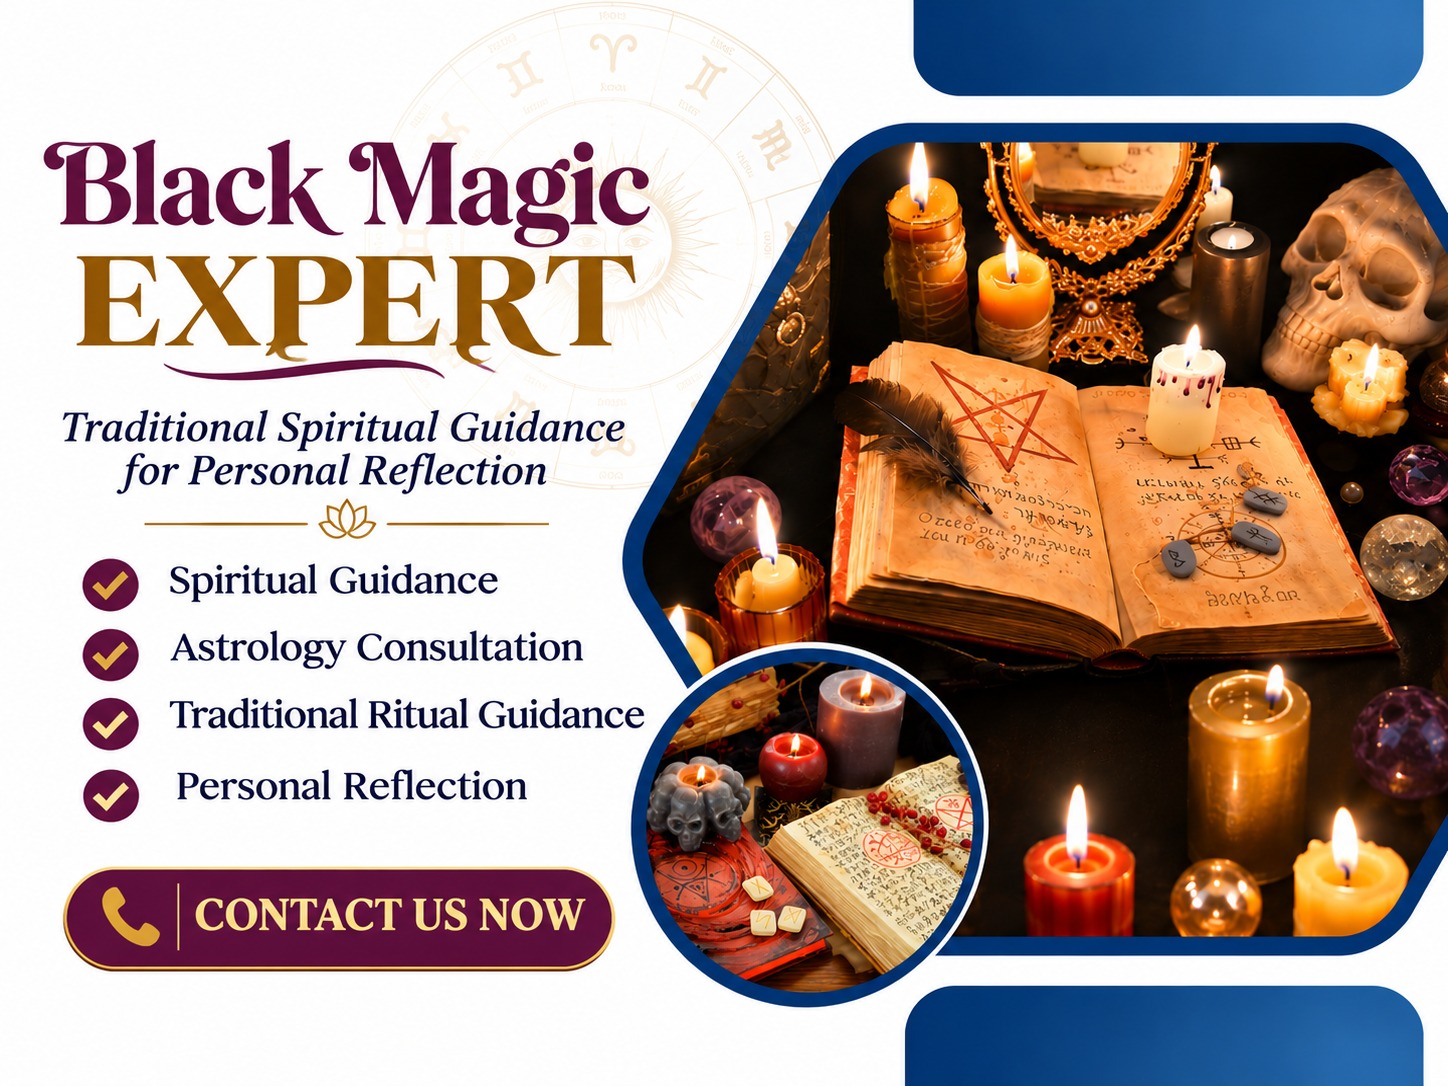 Black Magic
EXPERT
Traditional Spiritual Guidance
for Personal Reflection
Spiritual Guidance
Astrology Consultation
Traditional Ritual Guidance
Personal Reflection
CONTACT US NOW